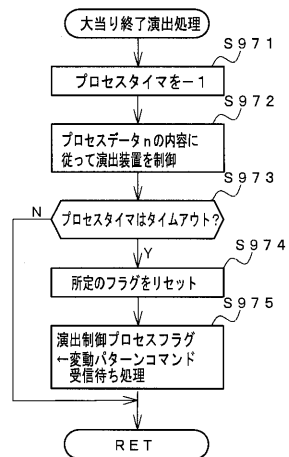 大当り終了演出処理
S971
プロセスタイマを－1
S972
プロセスデータnの内容に
従って演出装置を制御
S973
プロセスタイマはタイムアウト?
N
Y
S974
所定のフラグをリセット
S975
演出制御プロセスフラグ
←変動パターンコマンド
受信待ち処理
RET